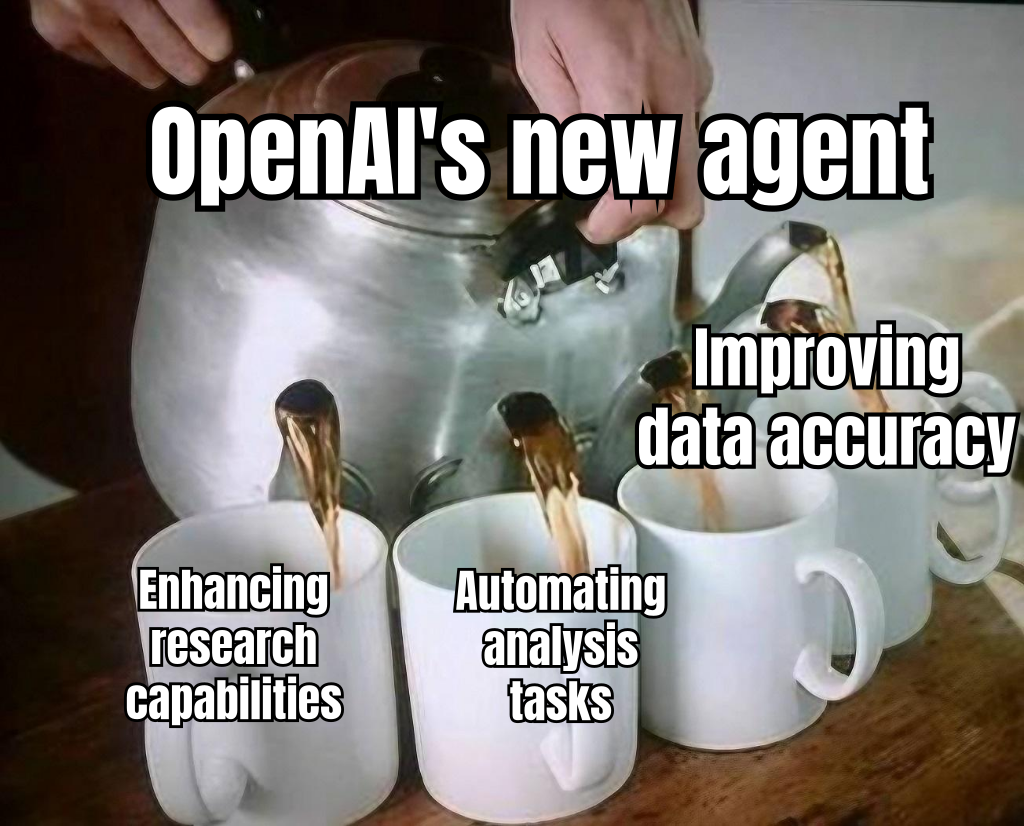 OpenAI's new agent
Improving
data accuracy
Enhancing
research
capabilities
Automating
analysis
tasks